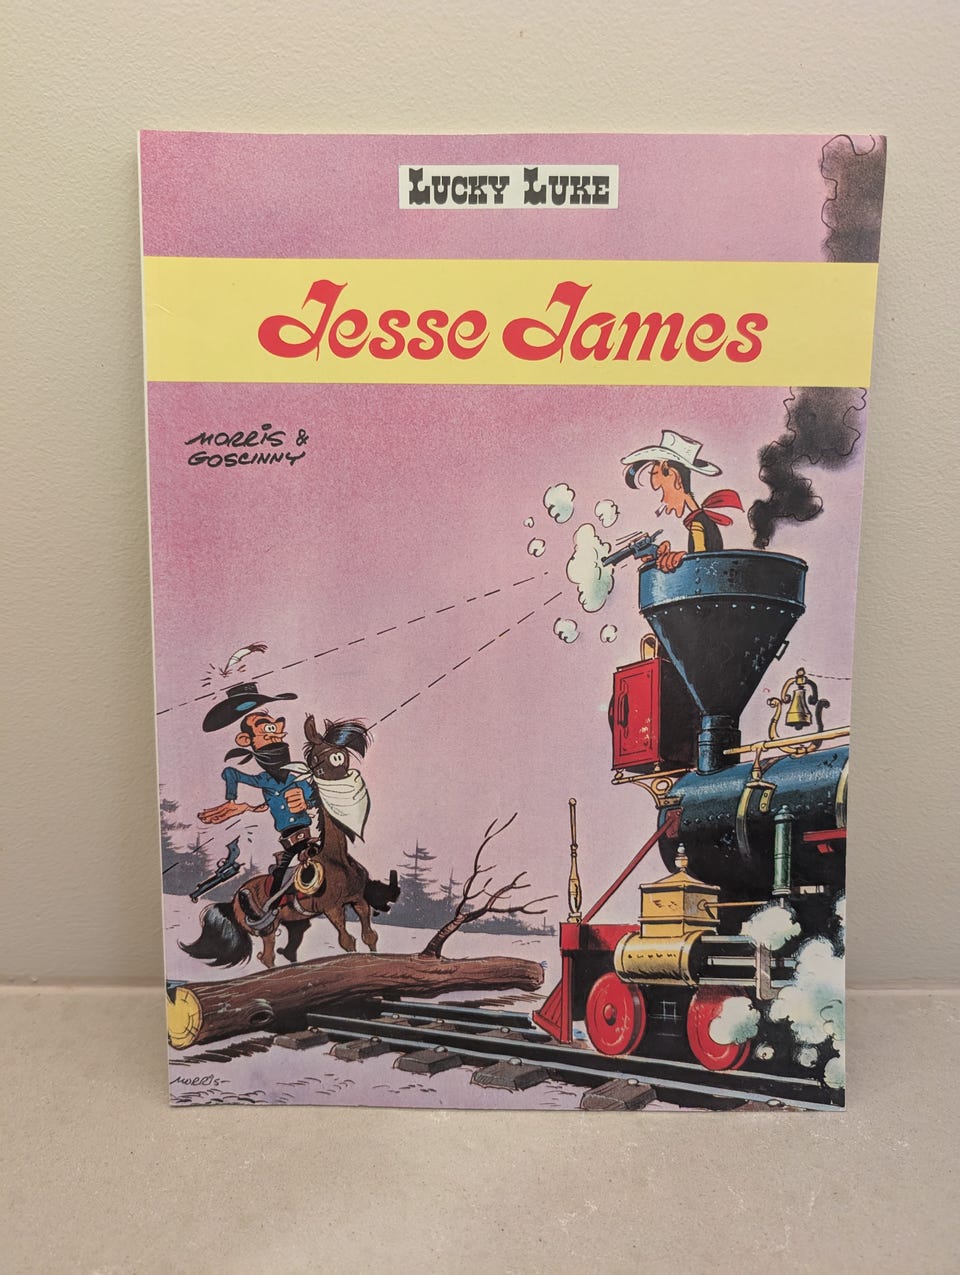 LUCKY LUKE
Jesse James
MORRIS &
GOSCINNY
MORRIS